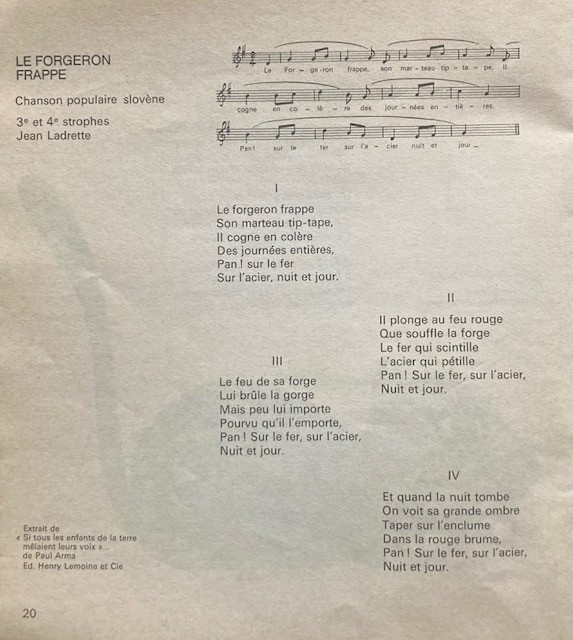 LE FORGERON
FRAPPE
Chanson populaire slovène
3e et 4e strophes
Jean Ladrette
Le For - ge - ron frappe, son mar - teau tip - ta - pe, Il
cogne en co - lè - re des jour - nées en - tiè - res,
Pan! sur le fer sur l'a - cier nuit et jour ...
I
Le forgeron frappe
Son marteau tip-tape,
Il cogne en colère
Des journées entières,
Pan ! sur le fer
Sur l'acier, nuit et jour.
II
Il plonge au feu rouge
Que souffle la forge
Le fer qui scintille
L'acier qui pétille
Pan ! Sur le fer, sur l'acier,
Nuit et jour.
III
Le feu de sa forge
Lui brûle la gorge
Mais peu lui importe
Pourvu qu'il l'emporte,
Pan ! Sur le fer, sur l'acier,
Nuit et jour.
IV
Et quand la nuit tombe
On voit sa grande ombre
Taper sur l'enclume
Dans la rouge brume,
Pan ! Sur le fer, sur l'acier,
Nuit et jour.
Extrait de
« Si tous les enfants de la terre
mêlaient leurs voix »...
de Paul Arma
Ed. Henry Lemoine et Cie
20